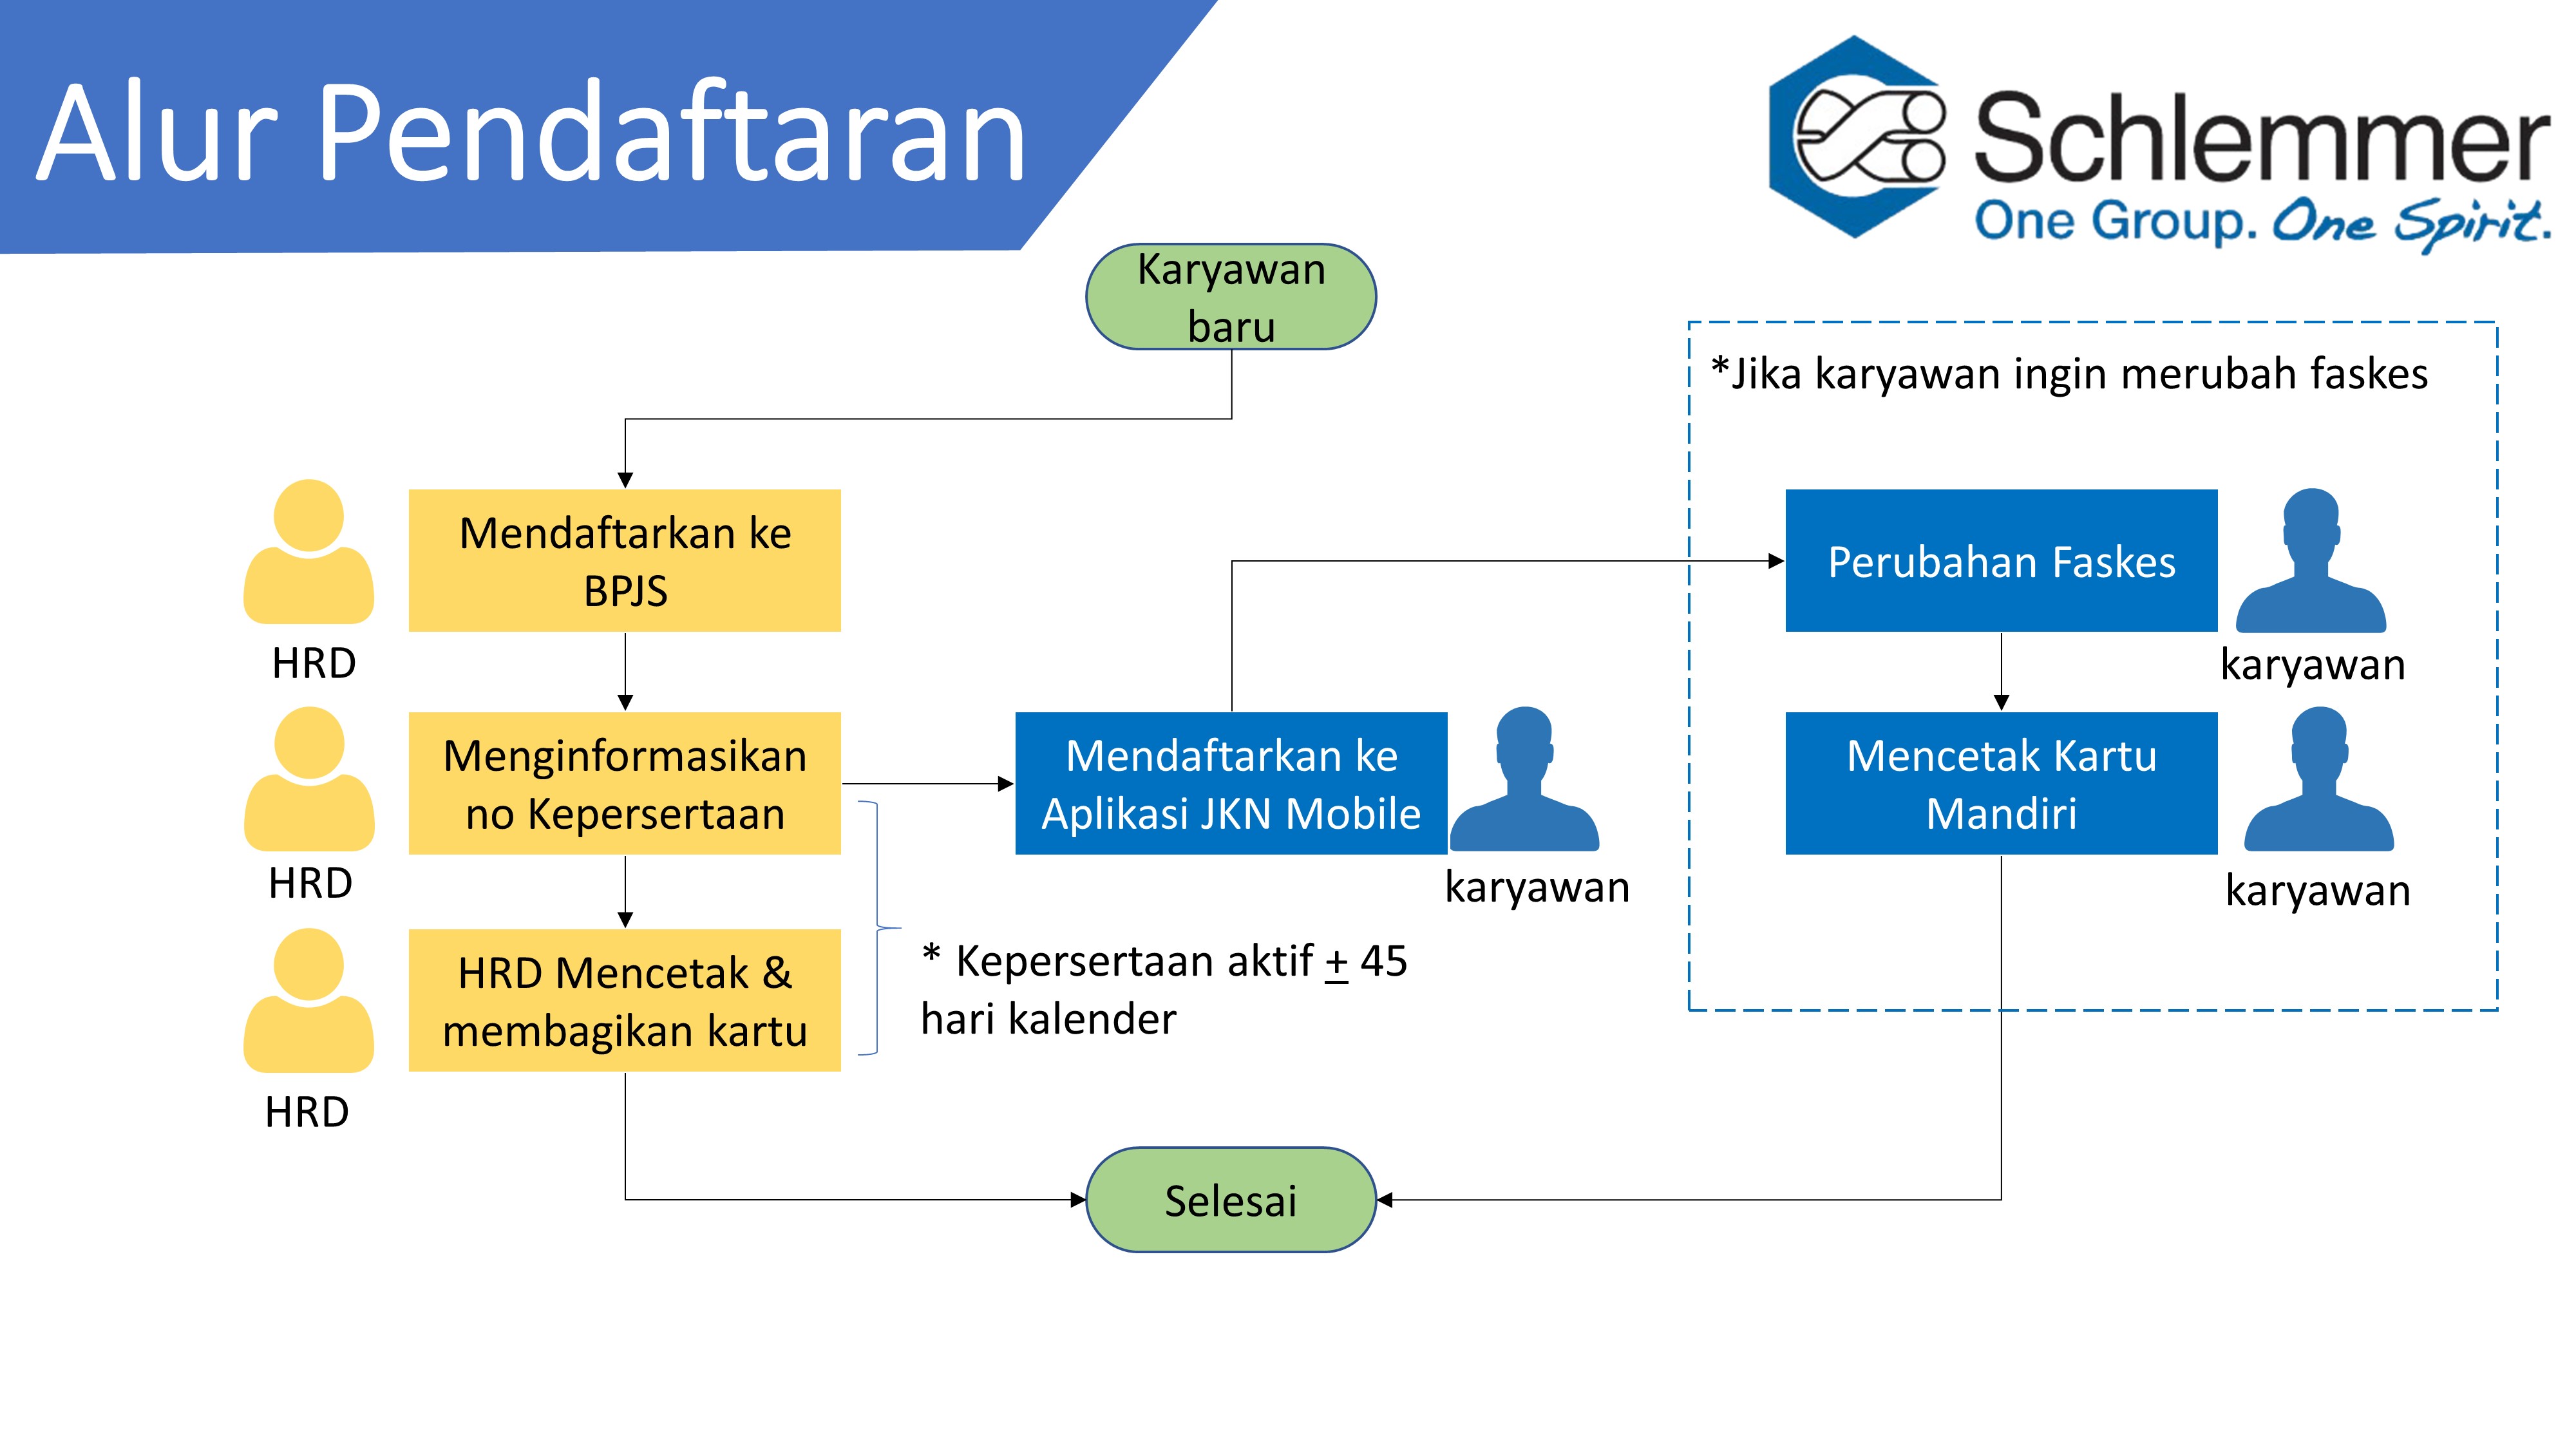 Alur Pendaftaran
Schlemmer
One Group. One Spirit.
Karyawan
baru
*Jika karyawan ingin merubah faskes
Mendaftarkan ke
BPJS
HRD
Perubahan Faskes
karyawan
Menginformasikan
no Kepersertaan
HRD
Mendaftarkan ke
Aplikasi JKN Mobile
karyawan
Mencetak Kartu
Mandiri
karyawan
HRD Mencetak &
membagikan kartu
HRD
* Kepersertaan aktif ± 45
hari kalender
Selesai